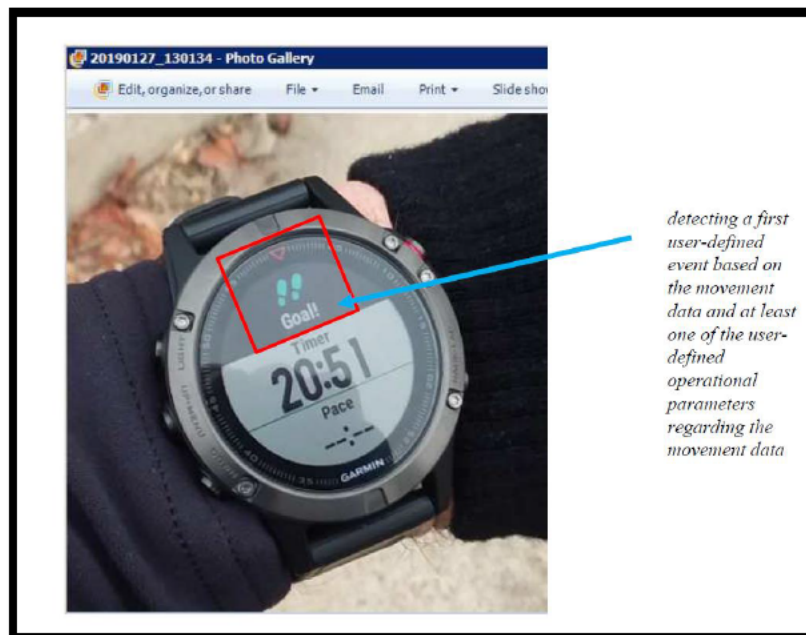 20190127_130134 - Photo Gallery
Edit, organize, or share File Email Print Slide show
Goal!
Timer
20:51
Pace
GARMIN
LIGHT
detecting a first
user-defined
event based on
the movement
data and at least
one of the user-
defined
operational
parameters
regarding the
movement data